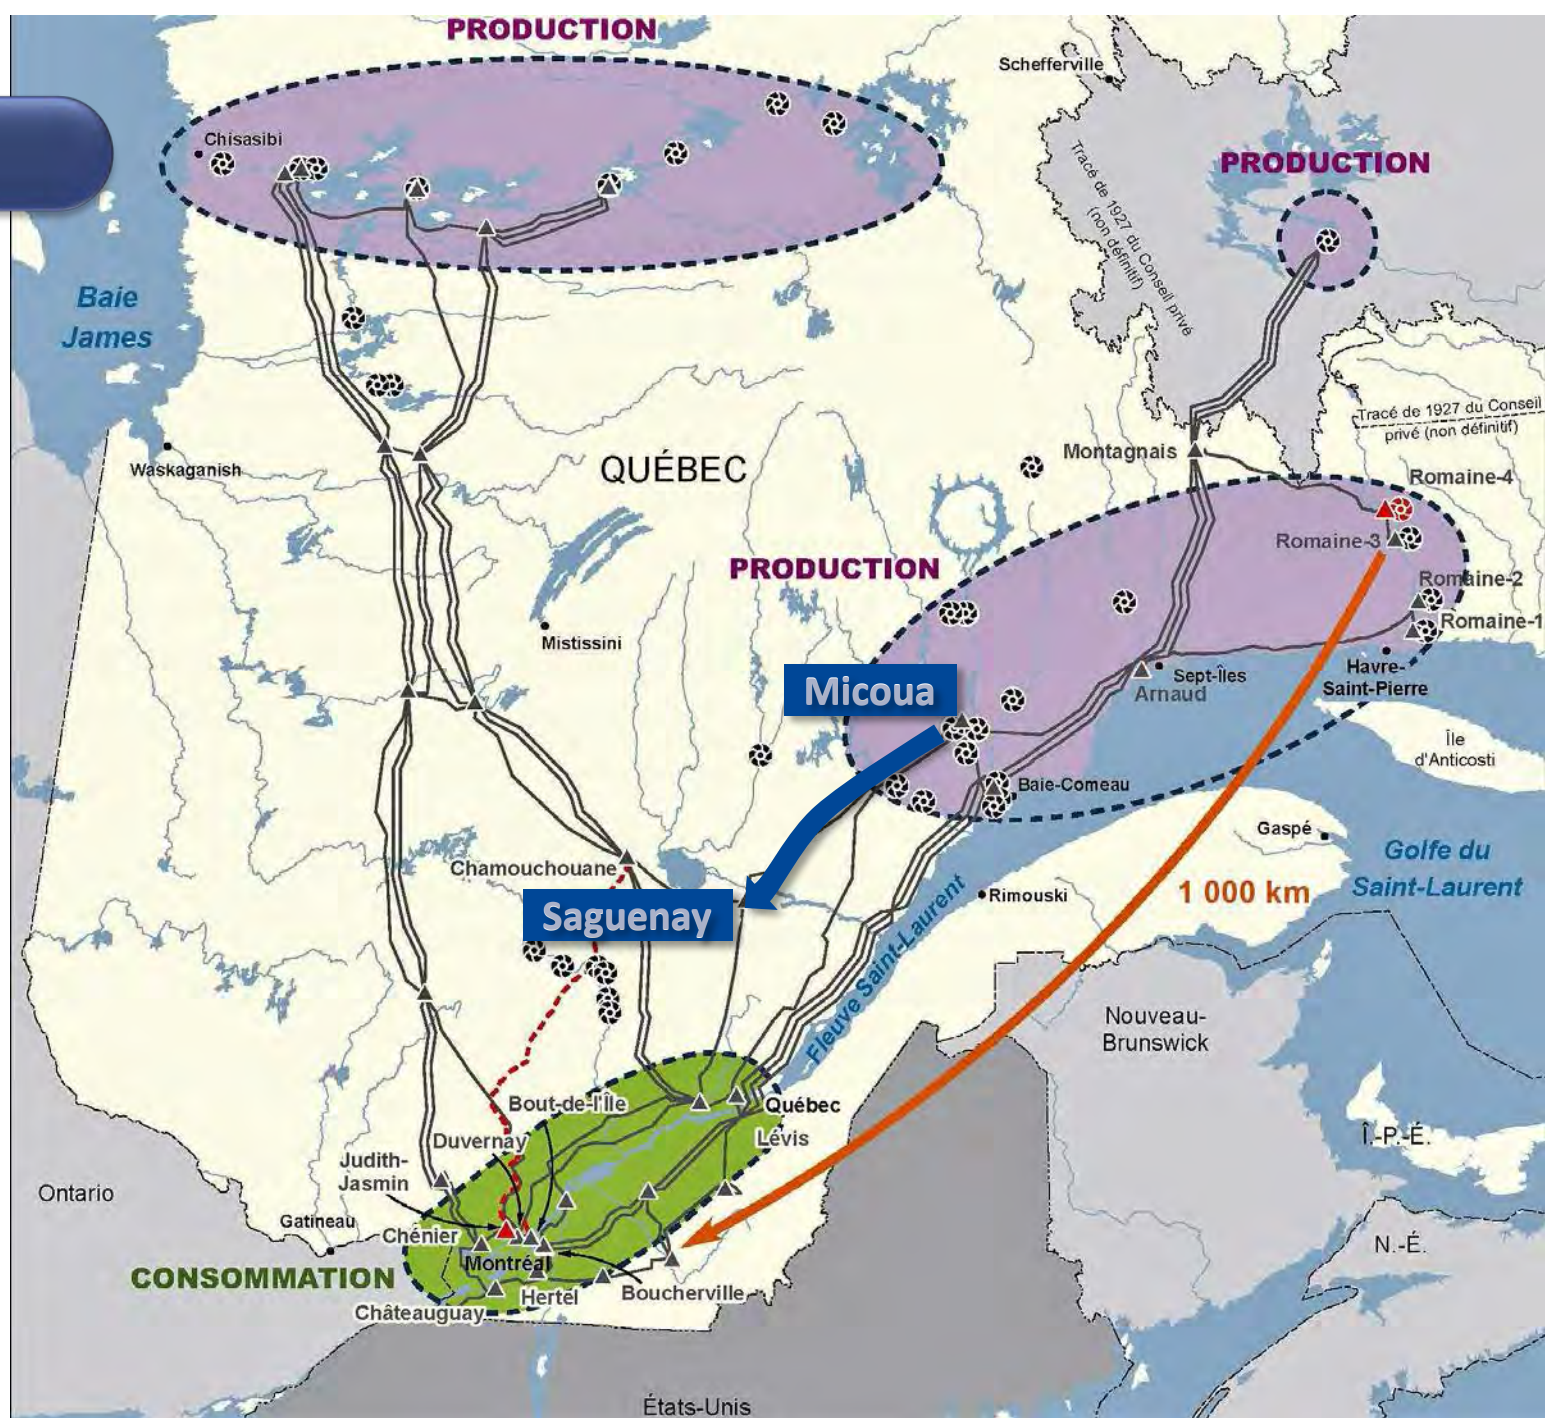 PRODUCTION
Schefferville
Chisasibi
PRODUCTION
Tracé de 1927 du Conseil privé
(non définitif)
Baie
James
Tracé de 1927 du Conseil
privé (non définitif)
Waskaganish
QUÉBEC
Montagnais
Romaine-4
Romaine-3
PRODUCTION
Romaine-2
Romaine-1
Mistissini
Micoua
Sept-Îles
Arnaud
Havre-
Saint-Pierre
Île
d'Anticosti
Baie-Comeau
Gaspé
Chamouchouane
Golfe du
Saint-Laurent
Rimouski
1 000 km
Saguenay
Fleuve Saint-Laurent
Nouveau-
Brunswick
Bout-de-l'Île
Québec
Duvernay
Lévis
Î.-P.-É.
Judith-
Jasmin
Ontario
Gatineau
Chénier
N.-É.
Montréal
CONSOMMATION
Hertel
Boucherville
Châteauguay
États-Unis